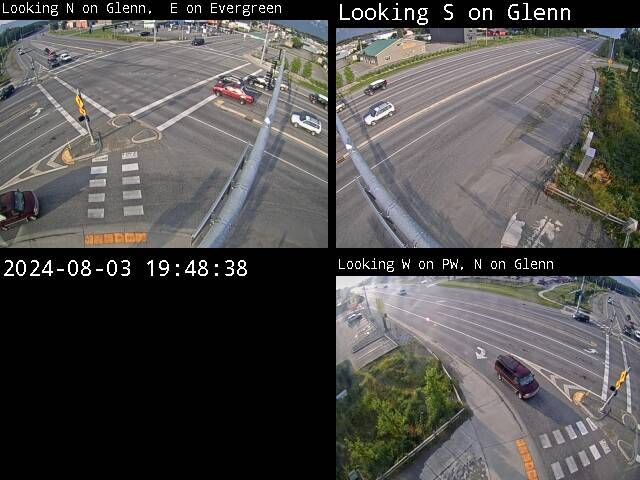 Looking N on Glenn, E on Evergreen
Looking S on Glenn
2024-08-03 19:48:38
Looking W on PW, N on Glenn